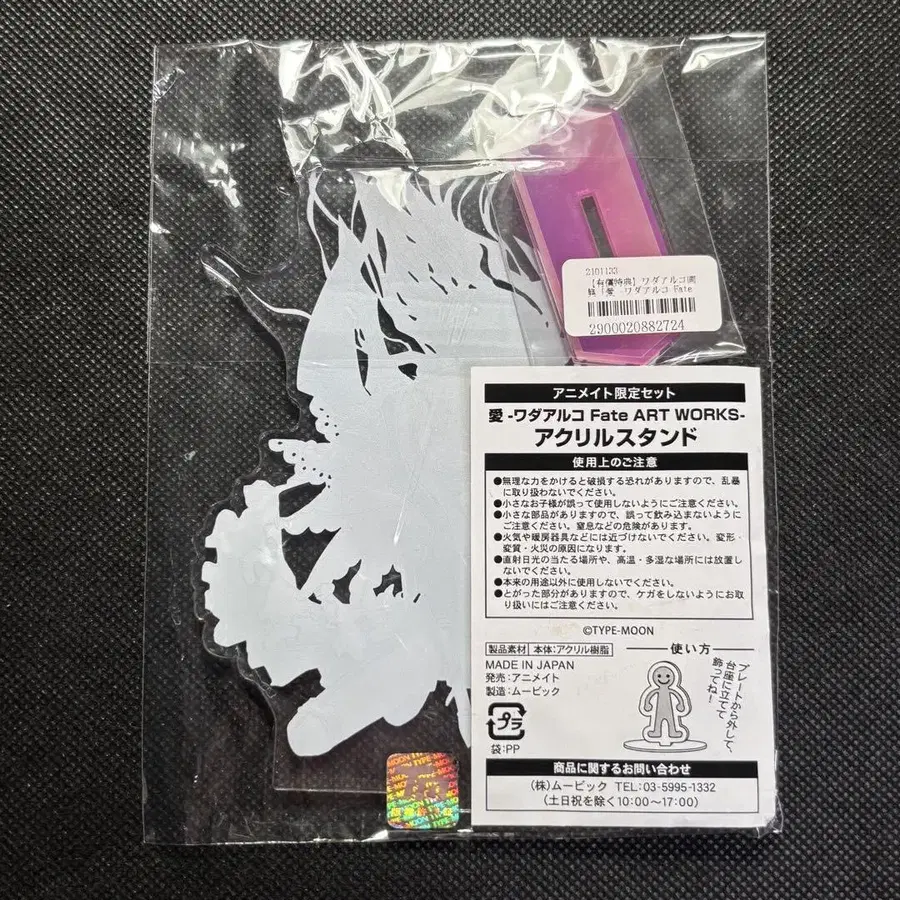 2101133
【有償特典】ワダアルコ画
集「愛 -ワダアルコ Fate
2900020882724
アニメイト限定セット
愛 -ワダアルコ Fate ART WORKS-
アクリルスタンド
使用上のご注意
●無理な力をかけると破損する恐れがありますので、乱暴
に取り扱わないでください。
●小さなお子様が誤って使用しないようにご注意ください。
●小さな部品がありますので、誤って飲み込まないように
ご注意ください。窒息などの危険があります。
●火気や暖房器具などには近づけないでください。変形・
変質・火災の原因になります。
●直射日光の当たる場所や、高温・多湿な場所には放置し
ないでください。
●本来の用途以外に使用しないでください。
●とがった部分がありますので、ケガをしないようにお取
り扱いにはご注意ください。
©TYPE-MOON
製品素材 本体:アクリル樹脂
MADE IN JAPAN
発売:アニメイト
製造:ムービック
プラ
袋:PP
使い方
プレートから外して、
台座に立てて
飾ってね!
商品に関するお問い合わせ
(株)ムービック TEL:03-5995-1332
(土日祝を除く10:00〜17:00)
TYPE-MOON